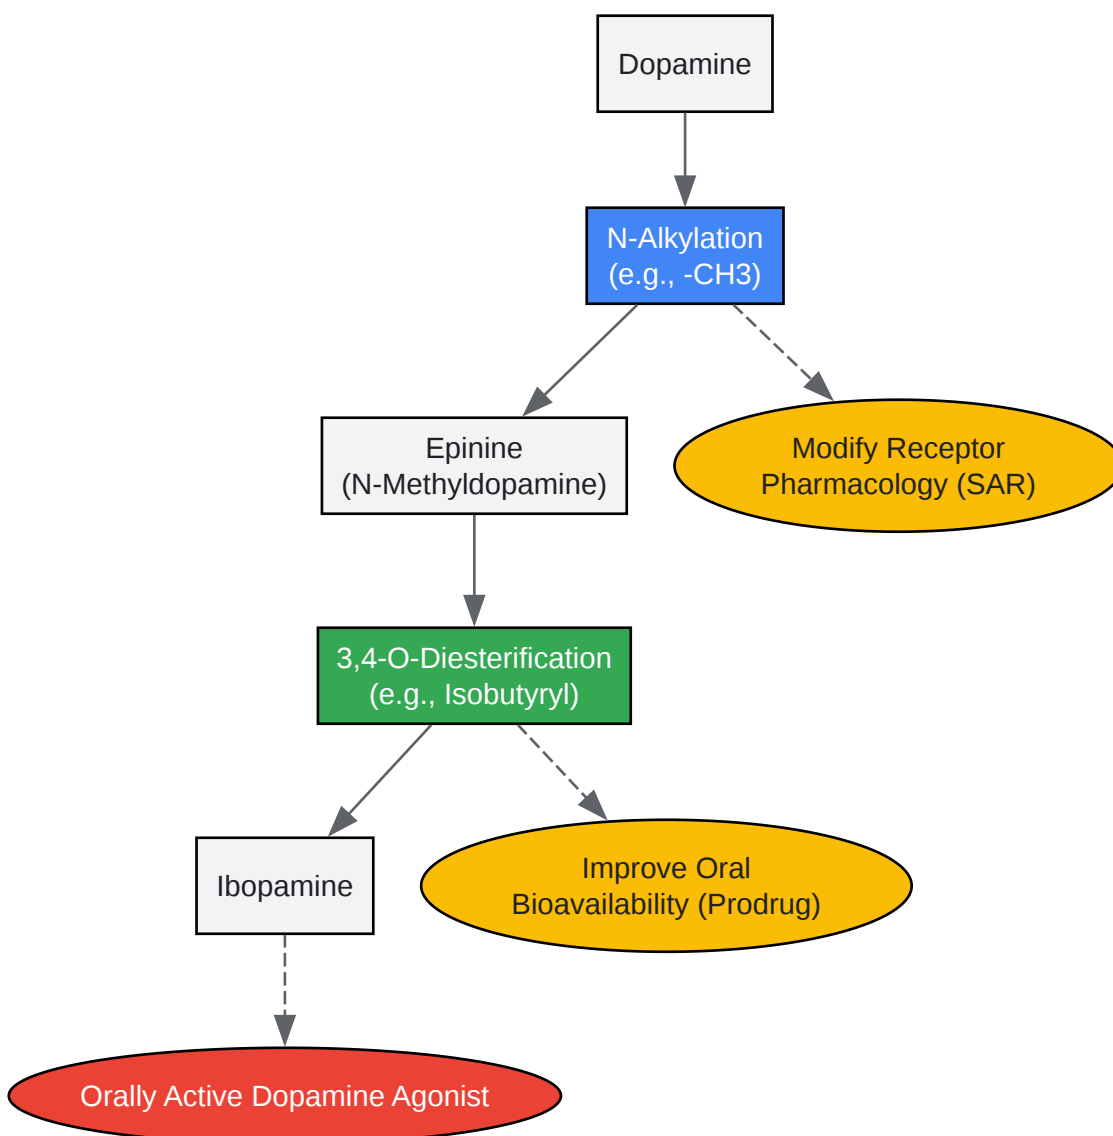 Dopamine
N-Alkylation
(e.g., -CH3)
Epinine
(N-Methyldopamine)
Modify Receptor
Pharmacology (SAR)
3,4-O-Diesterification
(e.g., Isobutyryl)
Ibopamine
Improve Oral
Bioavailability (Prodrug)
Orally Active Dopamine Agonist